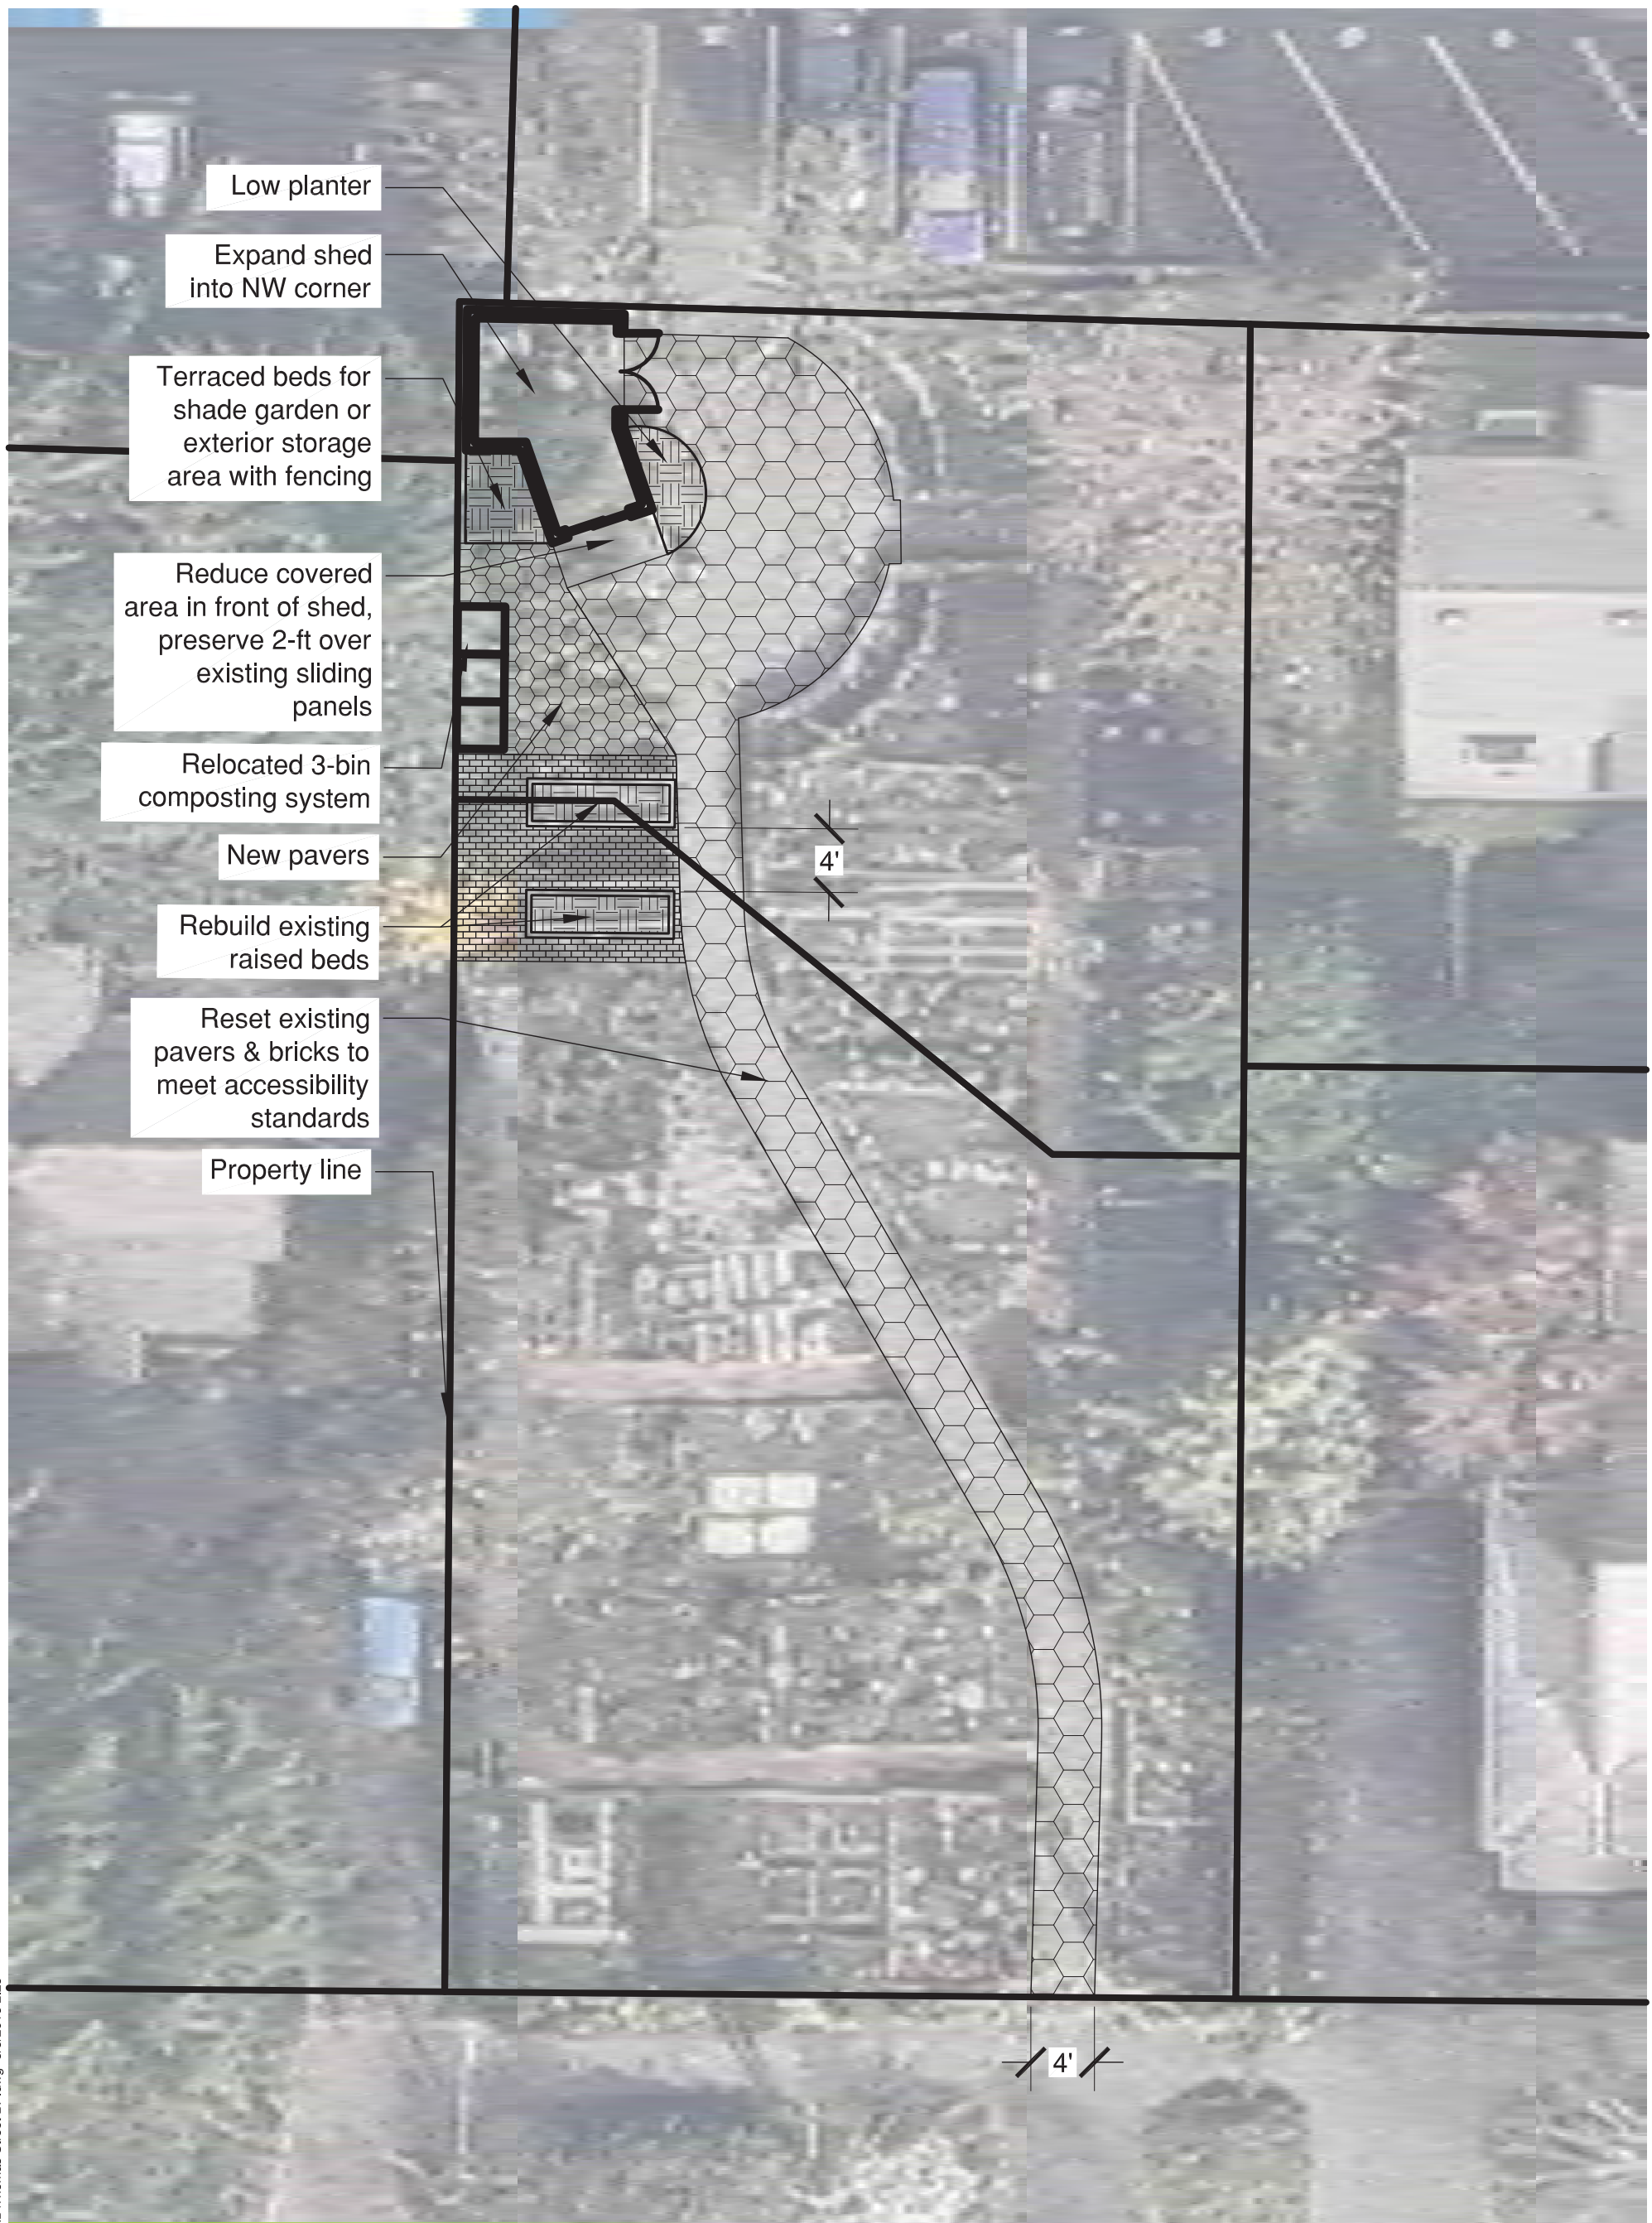 Low planter
Expand shed
into NW corner
Terraced beds for
shade garden or
exterior storage
area with fencing
Reduce covered
area in front of shed,
preserve 2-ft over
existing sliding
panels
Relocated 3-bin
composting system
New pavers
4'
Rebuild existing
raised beds
Reset existing
pavers & bricks to
meet accessibility
standards
Property line
4'